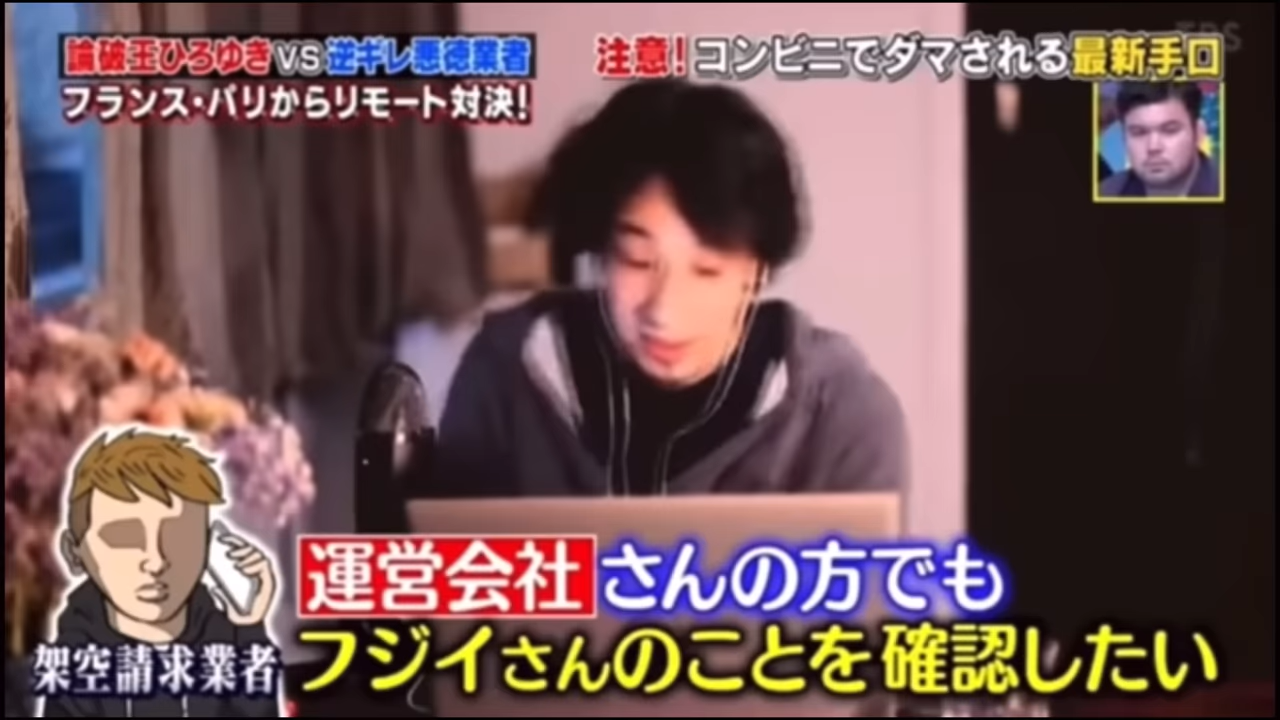 論破王ひろゆきVS逆ギレ悪徳業者
フランス・パリからリモート対決!
注意!コンビニでダマされる最新手口
TBS
運営会社さんの方でも
フジイさんのことを確認したい
架空請求業者